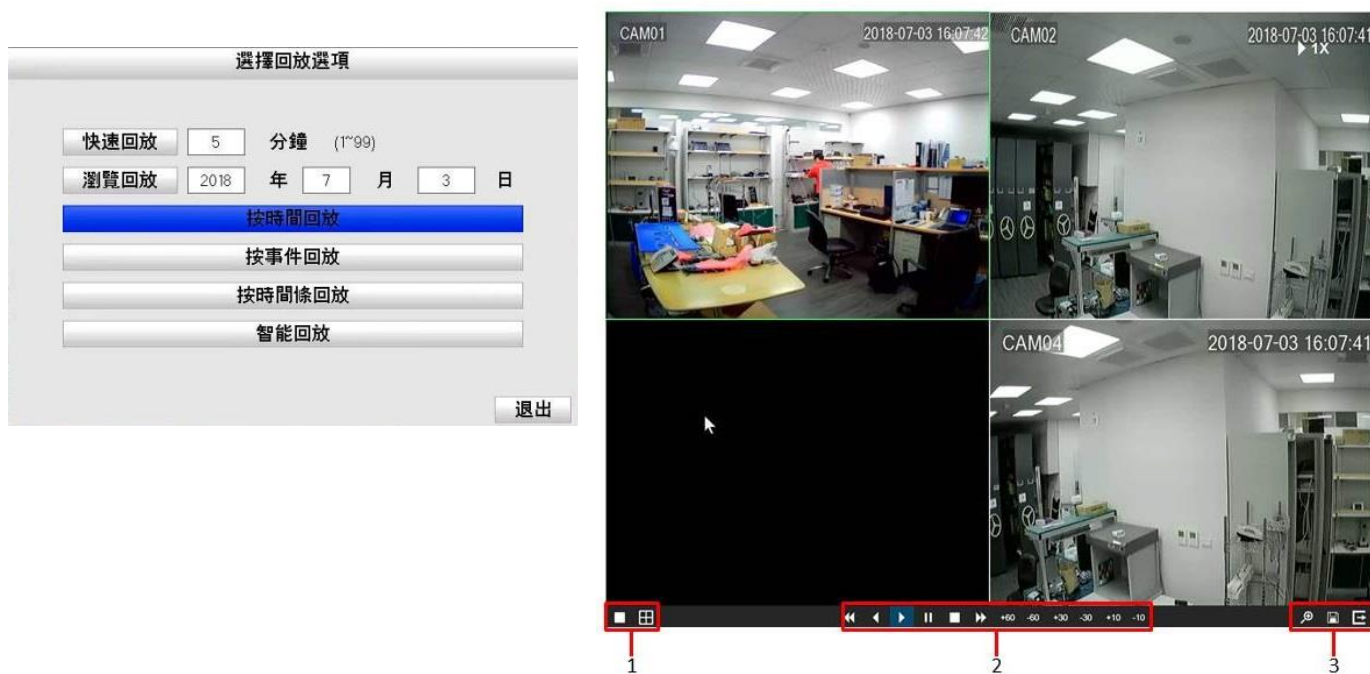 選擇回放選項
快速回放 5 分鐘 (1~99)
瀏覽回放 2018 年 7 月 3 日
按時間回放
按事件回放
按時間條回放
智能回放
退出
CAM01 2018-07-03 16:07:42
CAM02 2018-07-03 16:07:41
1X
CAM04 2018-07-03 16:07:41
+60 -60 +30 -30 +10 -10
1 2 3